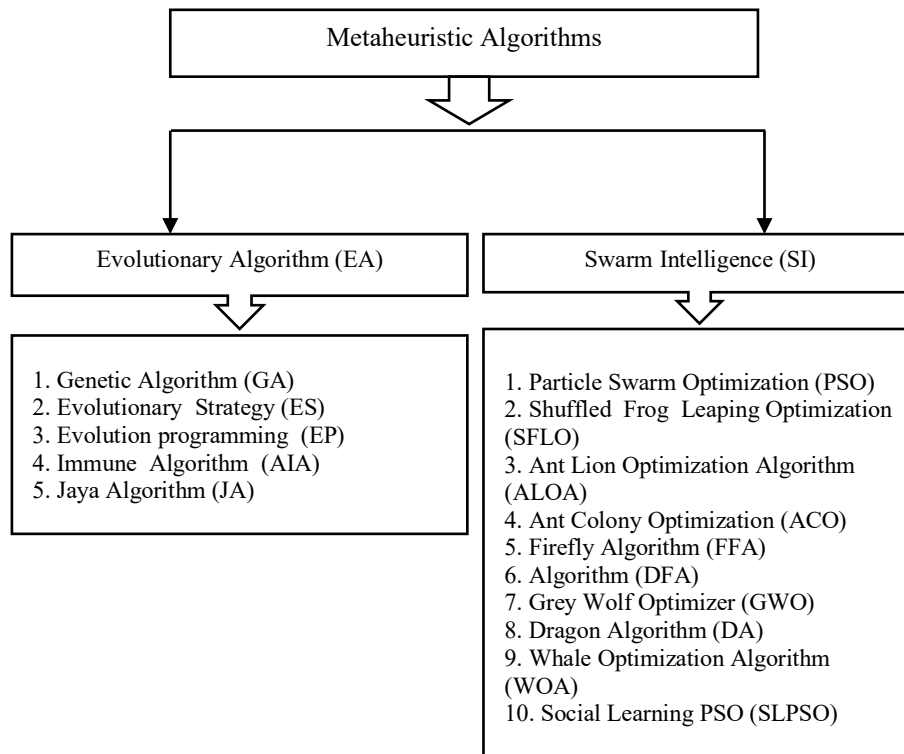 Metaheuristic Algorithms
Evolutionary Algorithm (EA)
Swarm Intelligence (SI)
1. Genetic Algorithm (GA)
2. Evolutionary Strategy (ES)
3. Evolution programming (EP)
4. Immune Algorithm (AIA)
5. Jaya Algorithm (JA)
1. Particle Swarm Optimization (PSO)
2. Shuffled Frog Leaping Optimization
(SFLO)
3. Ant Lion Optimization Algorithm
(ALOA)
4. Ant Colony Optimization (ACO)
5. Firefly Algorithm (FFA)
6. Algorithm (DFA)
7. Grey Wolf Optimizer (GWO)
8. Dragon Algorithm (DA)
9. Whale Optimization Algorithm
(WOA)
10. Social Learning PSO (SLPSO)